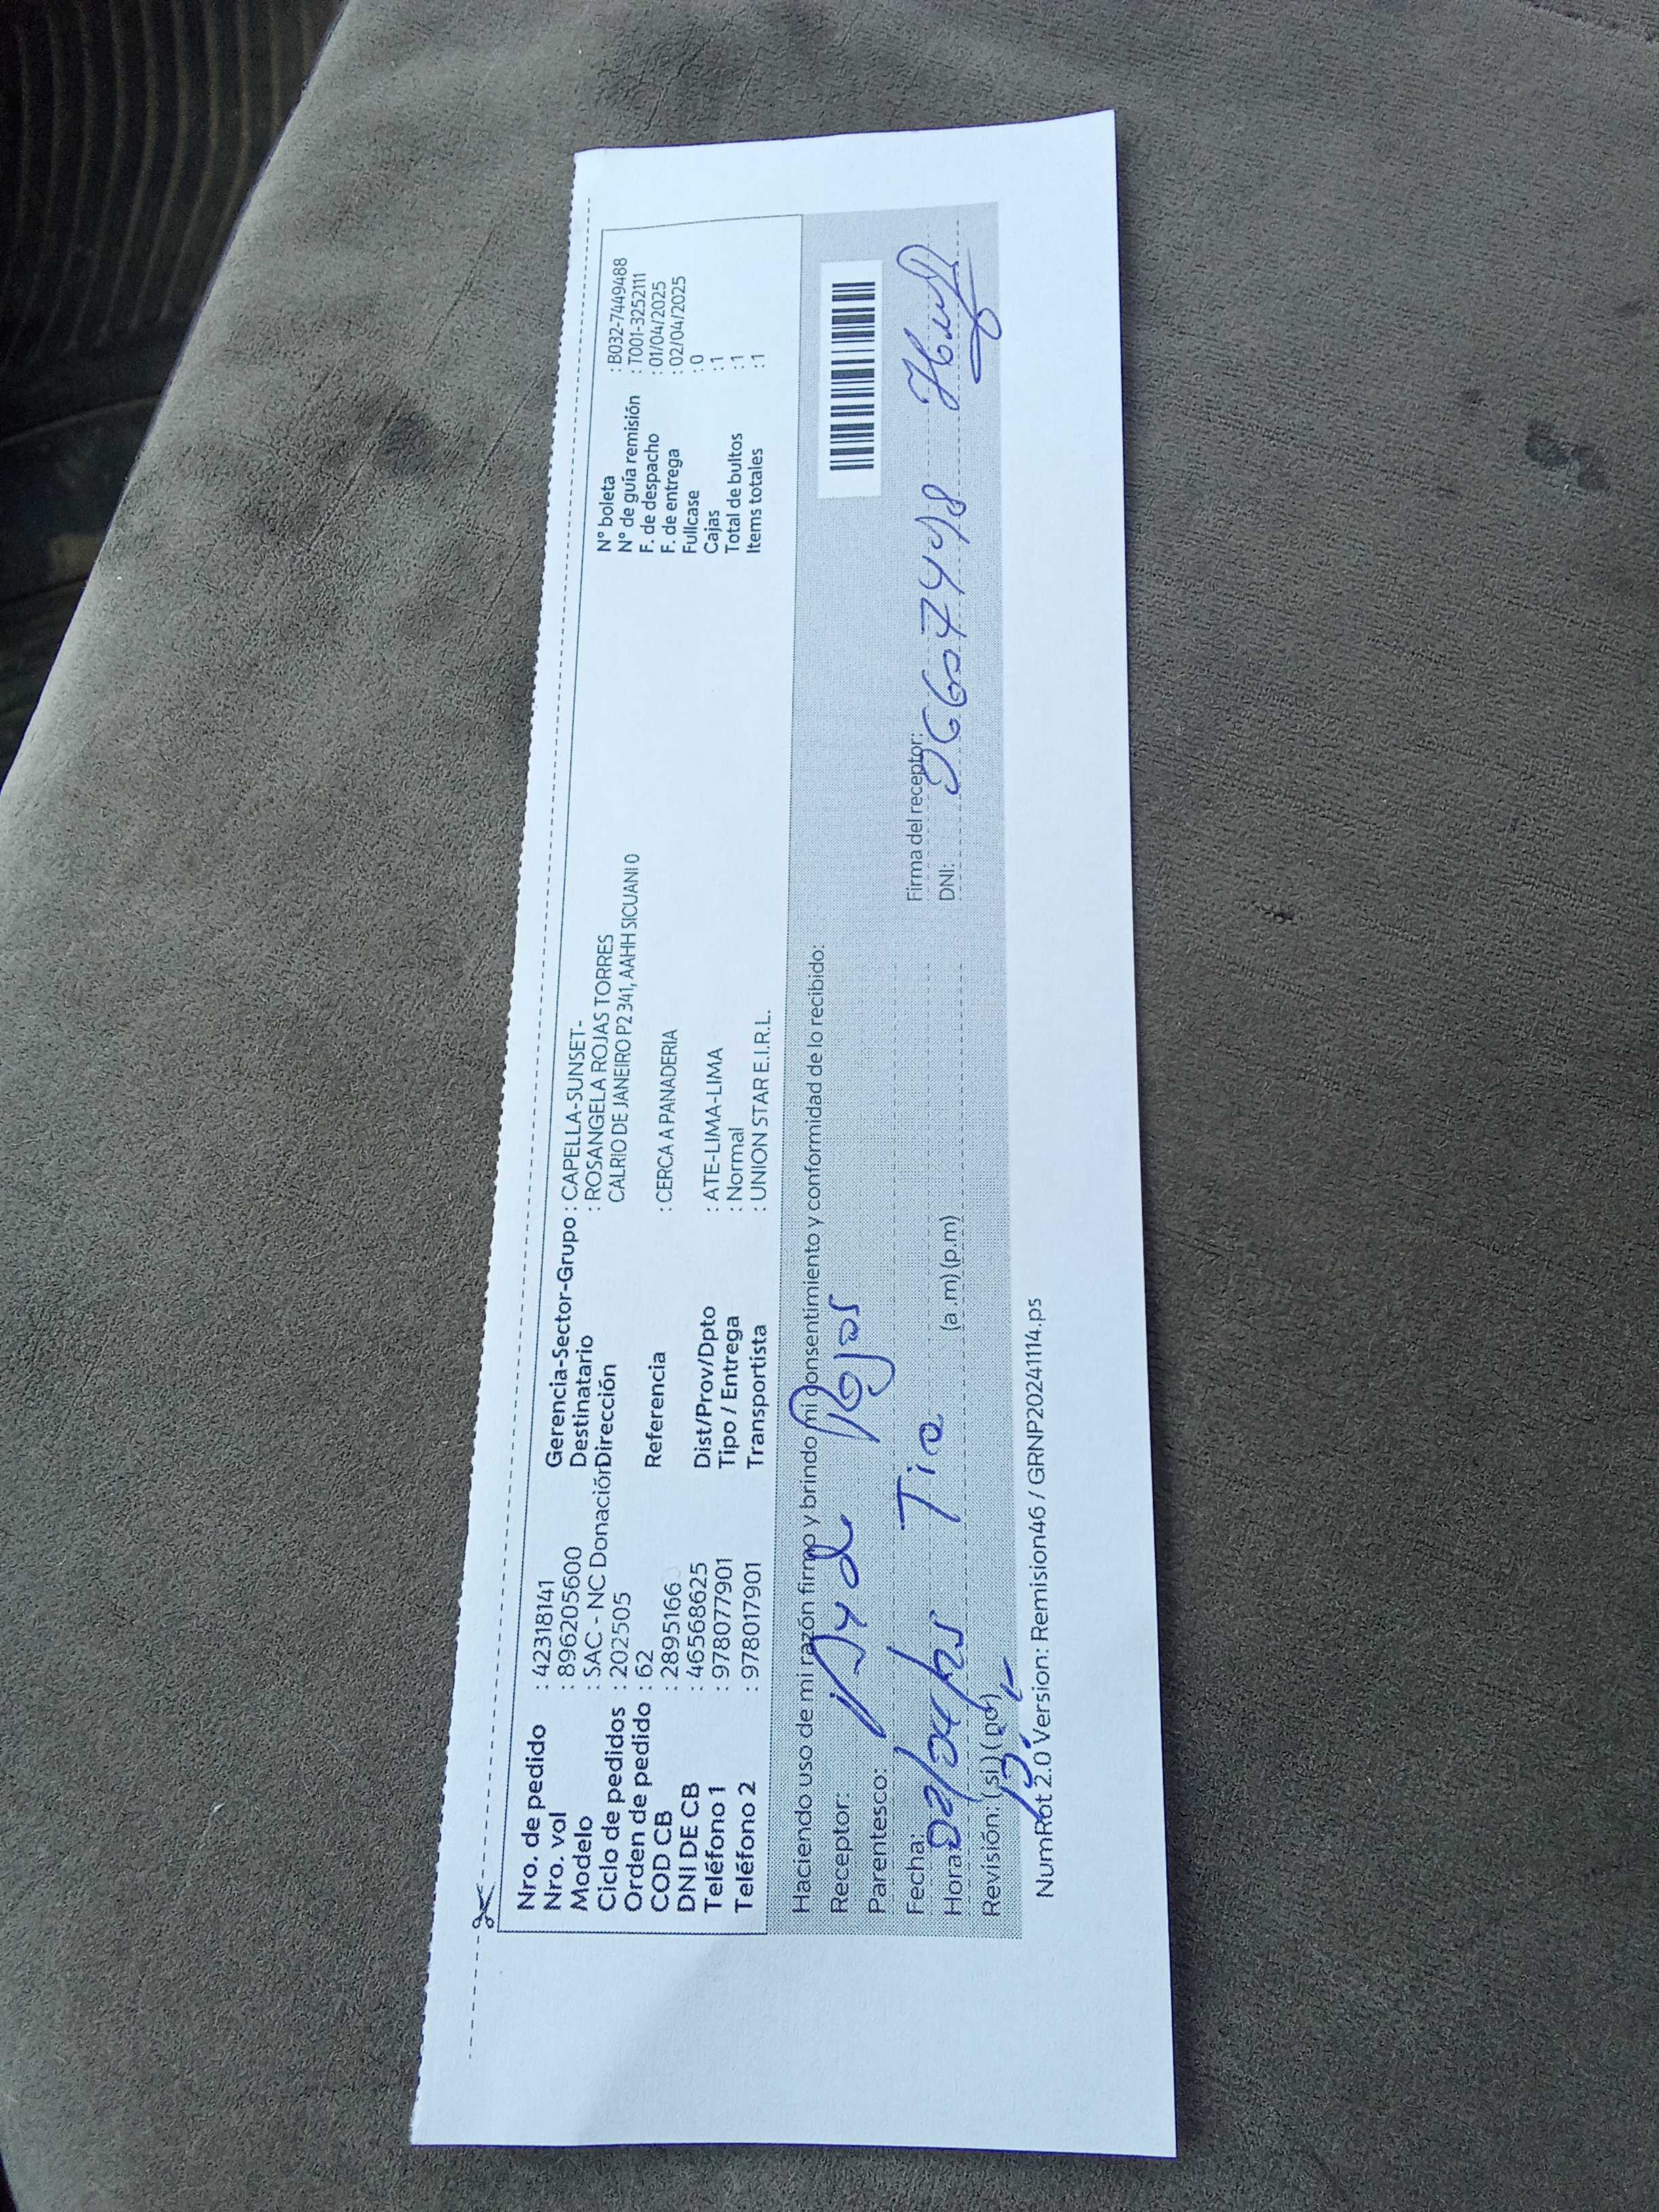 Nro. de pedido : 42318141
Nro. val : 896205600
Modelo : SAC - NC Donación
Ciclo de pedidos : 202505
Orden de pedido : 62
COD CB : 2895166
DNI DE CB : 46568625
Teléfono 1 : 978077901
Teléfono 2 : 978017901
Gerencia-Sector-Grupo : CAPELLA-SUNSET-
Destinatario : ROSANGELA ROJAS TORRES
Dirección CALRIO DE JANEIRO P2 341, AAHH SICUANI 0
Referencia : CERCA A PANADERIA
Dist/Prov/Dpto : ATE-LIMA-LIMA
Tipo / Entrega : Normal
Transportista : UNION STAR E.I.R.L.
N° boleta : B032-7449488
N° de guía remisión : T001-3252111
F. de despacho : 01/04/2025
F. de entrega : 02/04/2025
Fullcase : 0
Cajas : 1
Total de bultos : 1
Items totales : 1
Haciendo uso de mi razón firmo y brindo mi consentimiento y conformidad de lo recibido:
Receptor: Rojas
Parentesco: Tio
Fecha:
Hora: (a.m) (p.m)
Revisión: (si) (no)
Firma del receptor:
DNI:
NumRot 2.0 Version: Remision46 / GRNP20241114.ps